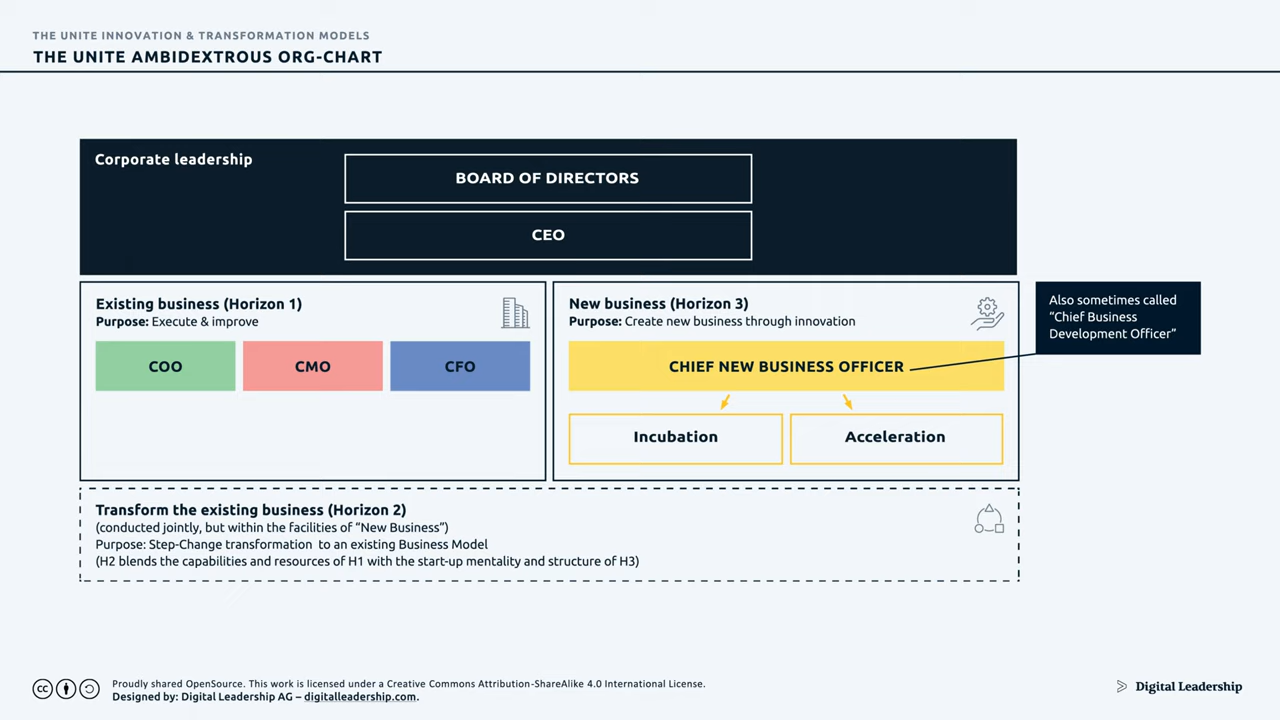 THE UNITE INNOVATION & TRANSFORMATION MODELS
THE UNITE AMBIDEXTROUS ORG-CHART
Corporate leadership
BOARD OF DIRECTORS
CEO
Existing business (Horizon 1)
Purpose: Execute & improve
COO
CMO
CFO
New business (Horizon 3)
Purpose: Create new business through innovation
CHIEF NEW BUSINESS OFFICER
Incubation
Acceleration
Also sometimes called
“Chief Business
Development Officer”
Transform the existing business (Horizon 2)
(conducted jointly, but within the facilities of “New Business”)
Purpose: Step-Change transformation to an existing Business Model
(H2 blends the capabilities and resources of H1 with the start-up mentality and structure of H3)
cc
Proudly shared OpenSource. This work is licensed under a Creative Commons Attribution-ShareAlike 4.0 International License.
Designed by: Digital Leadership AG – digitalleadership.com.
Digital Leadership